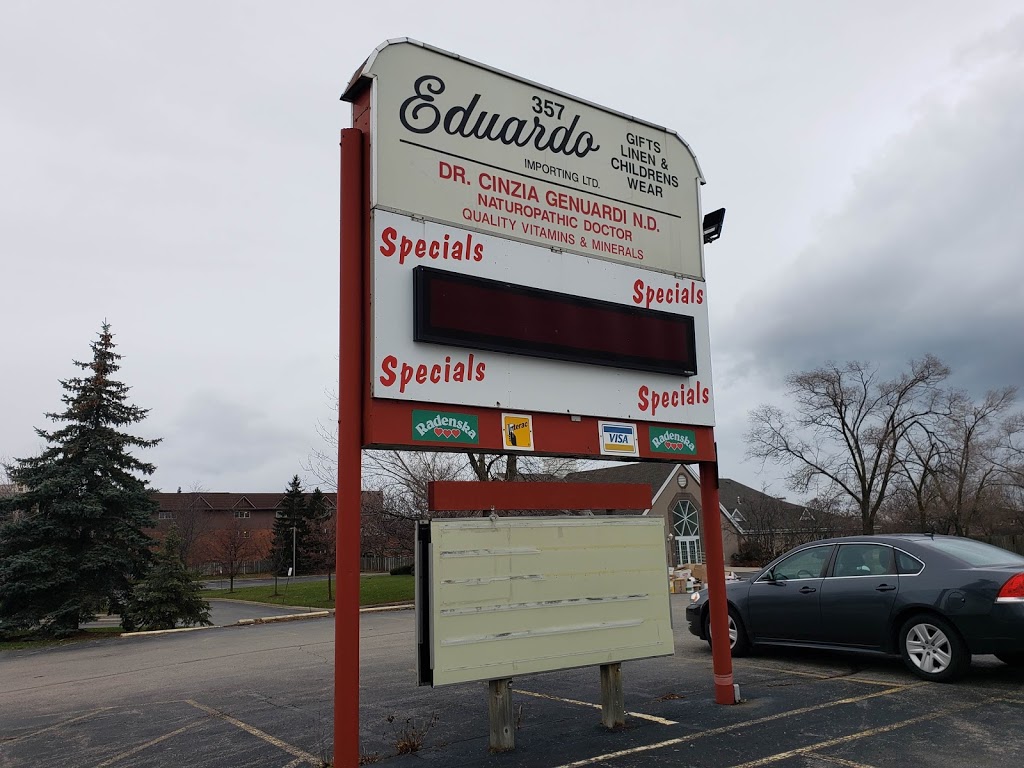 357
Eduardo
IMPORTING LTD.
GIFTS
LINEN &
CHILDRENS
WEAR
DR. CINZIA GENUARDI N.D.
NATUROPATHIC DOCTOR
QUALITY VITAMINS & MINERALS
Specials
Specials
Specials
Specials
Radenska
Interac
VISA
Radenska